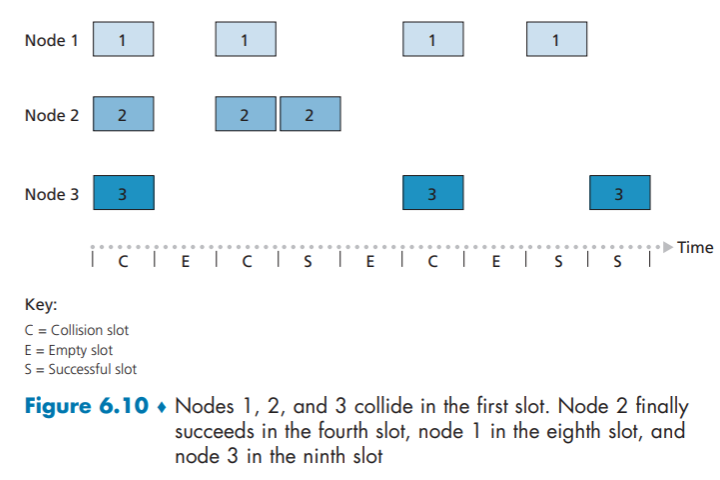 Node 1 1 1 1 1
Node 2 2 2 2
Node 3 3 3 3
Time
C E C S E C E S S
Key:
C = Collision slot
E = Empty slot
S = Successful slot
Figure 6.10 ♦ Nodes 1, 2, and 3 collide in the first slot. Node 2 finally
succeeds in the fourth slot, node 1 in the eighth slot, and
node 3 in the ninth slot